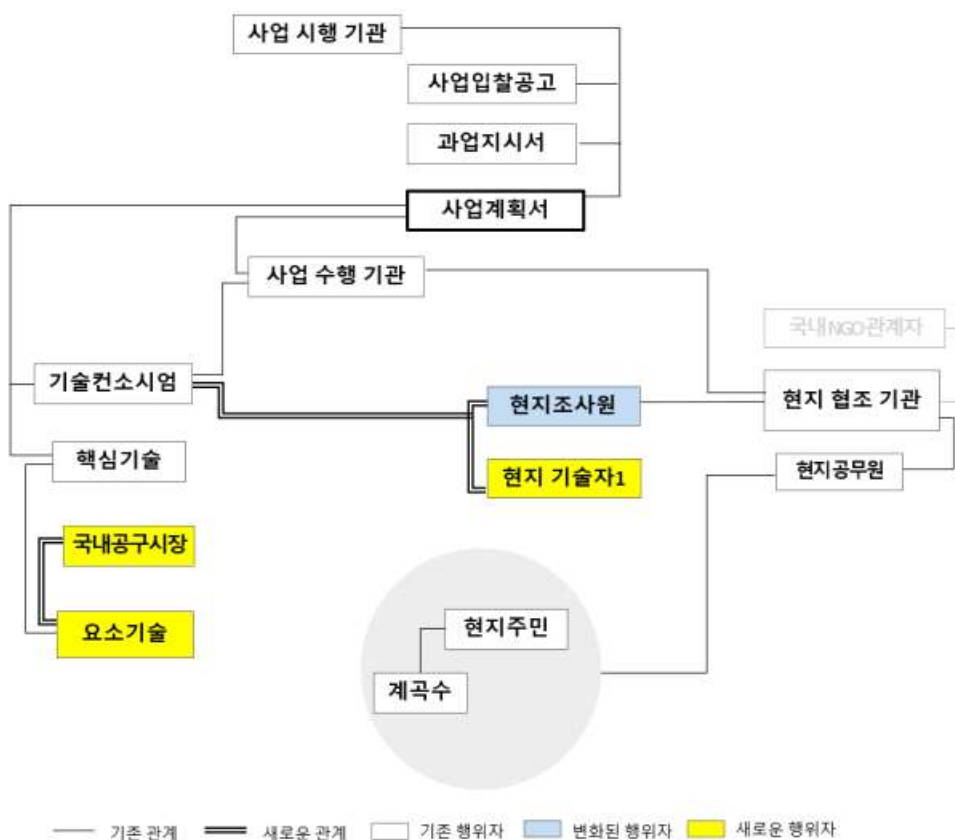 사업 시행 기관
사업입찰공고
과업지시서
사업계획서
사업 수행 기관
국내NGO관계자
기술컨소시엄
현지조사원
현지 협조 기관
핵심기술
현지 기술자1
현지공무원
국내공구시장
요소기술
현지주민
계곡수
기존 관계 새로운 관계 기존 행위자 변화된 행위자 새로운 행위자